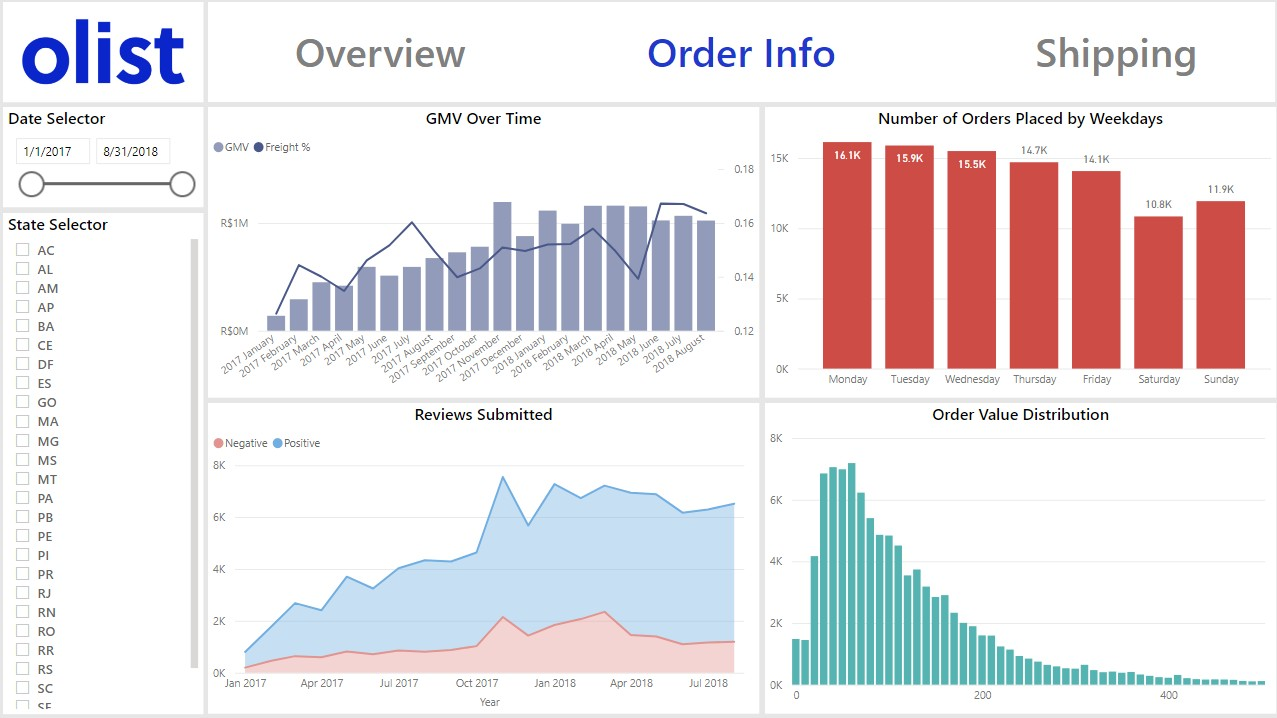 olist
Overview
Order Info
Shipping
Date Selector
1/1/2017
8/31/2018
State Selector
AC
AL
AM
AP
BA
CE
DF
ES
GO
MA
MG
MS
MT
PA
PB
PE
PI
PR
RJ
RN
RO
RR
RS
SC
SE
GMV Over Time
GMV Freight %
0.18
R$1M
0.16
0.14
R$0M
0.12
2017 January
2017 February
2017 March
2017 April
2017 May
2017 June
2017 July
2017 August
2017 September
2017 October
2017 November
2017 December
2018 January
2018 February
2018 March
2018 April
2018 May
2018 June
2018 July
2018 August
Number of Orders Placed by Weekdays
15K
10K
5K
0K
16.1K
15.9K
15.5K
14.7K
14.1K
10.8K
11.9K
Monday
Tuesday
Wednesday
Thursday
Friday
Saturday
Sunday
Reviews Submitted
Negative Positive
8K
6K
4K
2K
0K
Jan 2017
Apr 2017
Jul 2017
Oct 2017
Jan 2018
Apr 2018
Jul 2018
Year
Order Value Distribution
8K
6K
4K
2K
0K
0
200
400